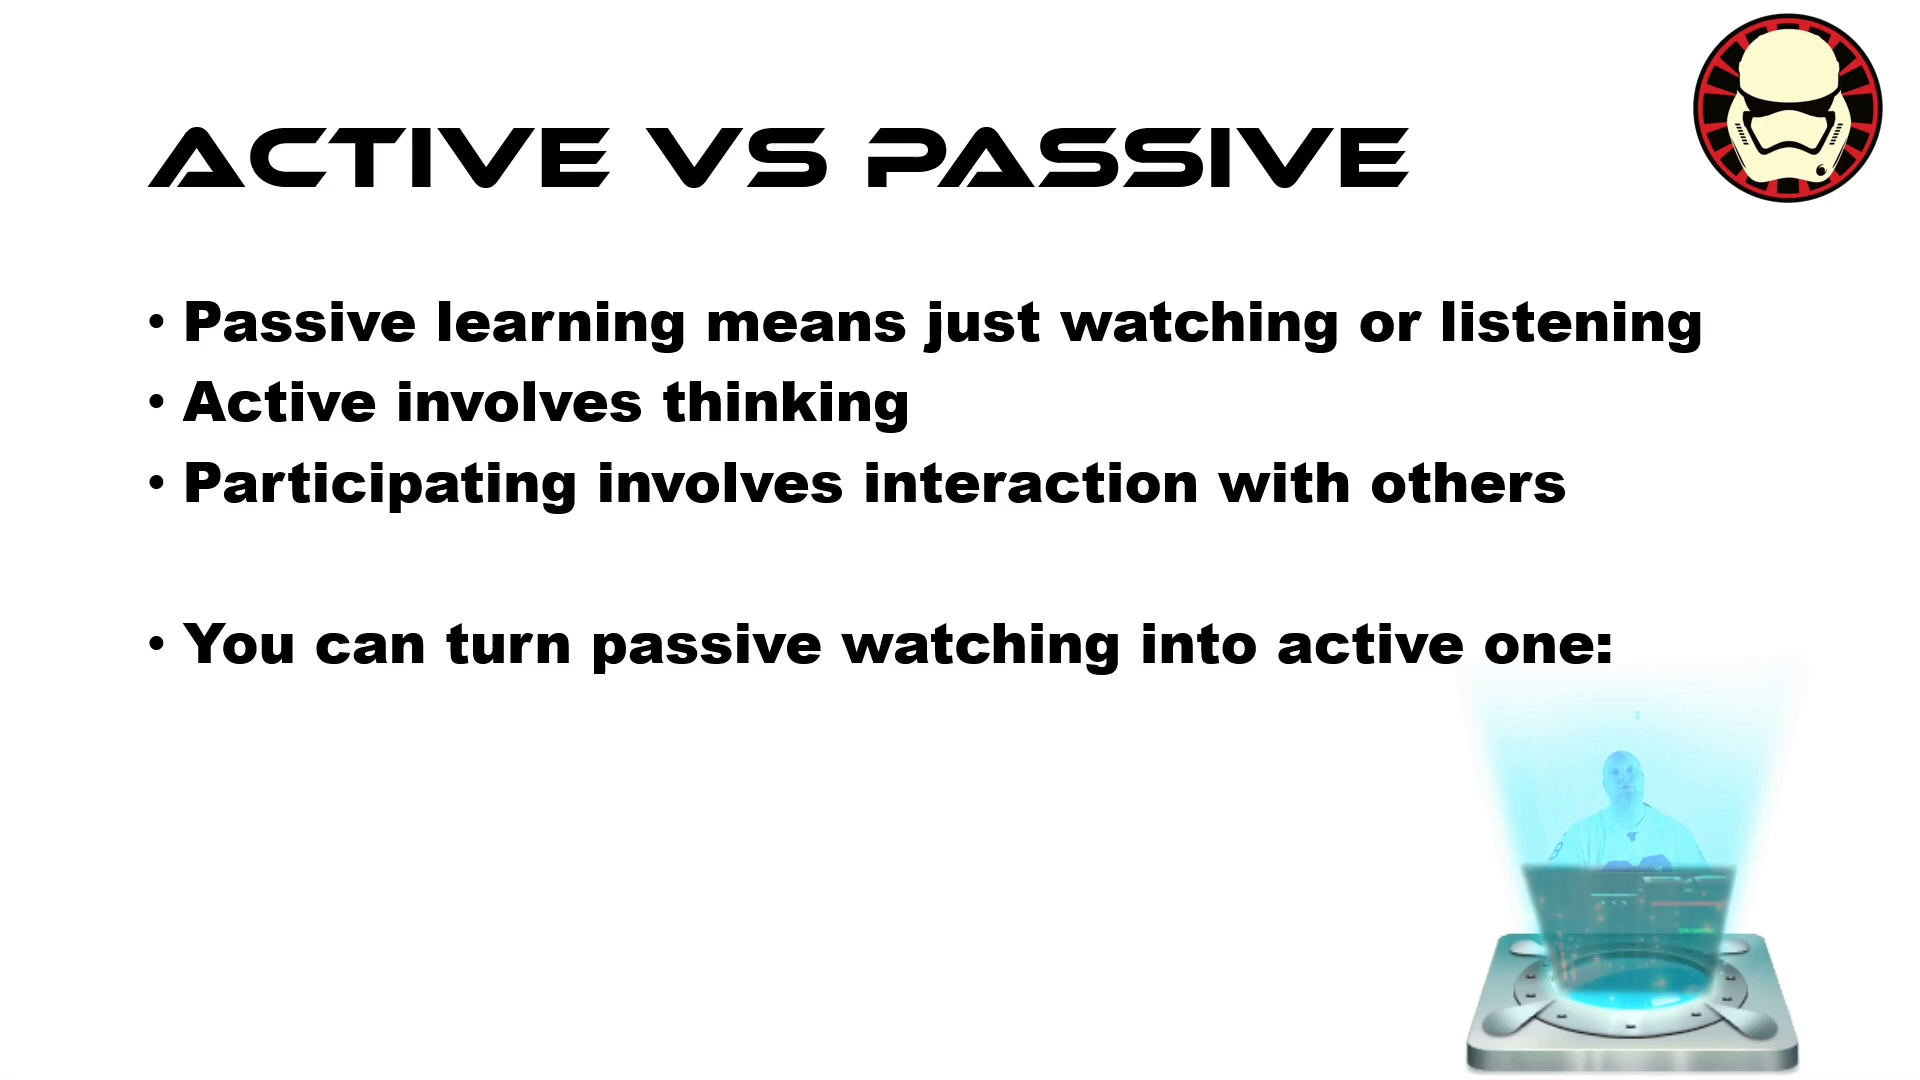 ACTIVE VS PASSIVE
• Passive learning means just watching or listening
• Active involves thinking
• Participating involves interaction with others
• You can turn passive watching into active one: